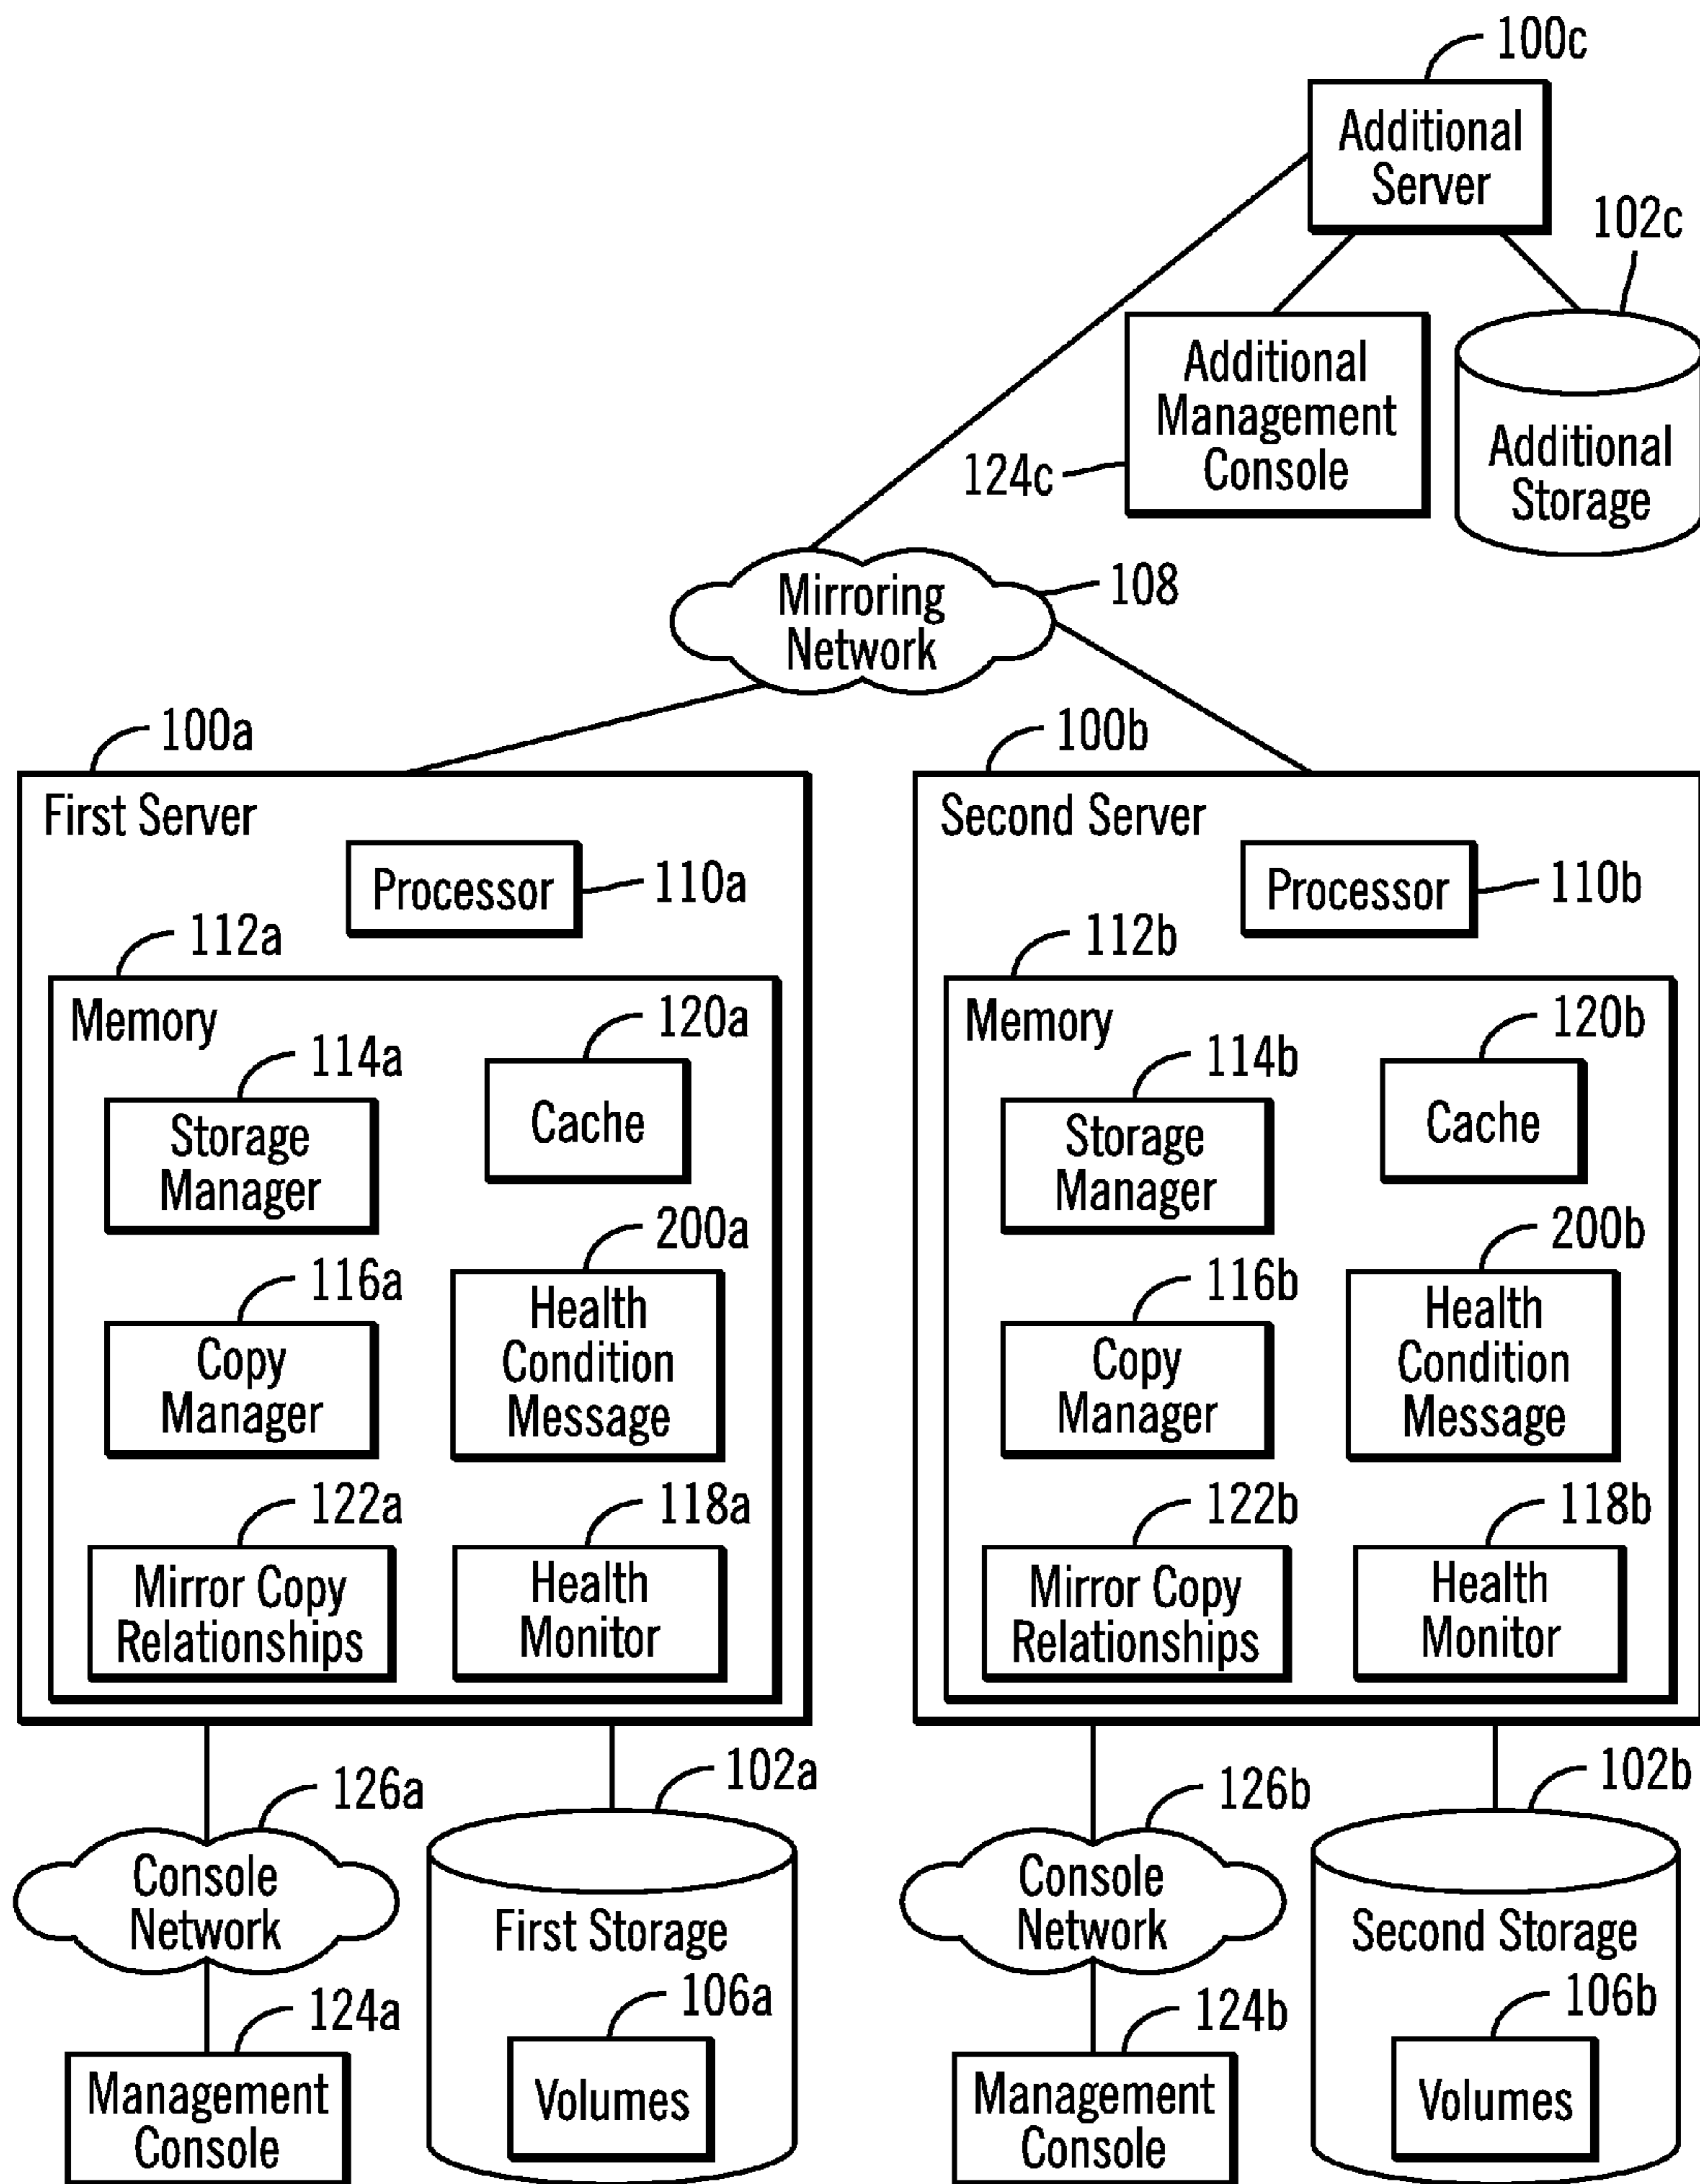 100c
Additional
Server
102c
Additional
Management
Console
124c
Additional
Storage
Mirroring
Network
108
100a
100b
First Server
Processor
110a
112a
Memory
120a
114a
Cache
Storage
Manager
200a
116a
Health
Condition
Message
Copy
Manager
122a
118a
Mirror Copy
Relationships
Health
Monitor
Second Server
Processor
110b
112b
Memory
120b
114b
Cache
Storage
Manager
200b
116b
Health
Condition
Message
Copy
Manager
122b
118b
Mirror Copy
Relationships
Health
Monitor
126a
102a
Console
Network
First Storage
124a
106a
Management
Console
Volumes
126b
102b
Console
Network
Second Storage
124b
106b
Management
Console
Volumes